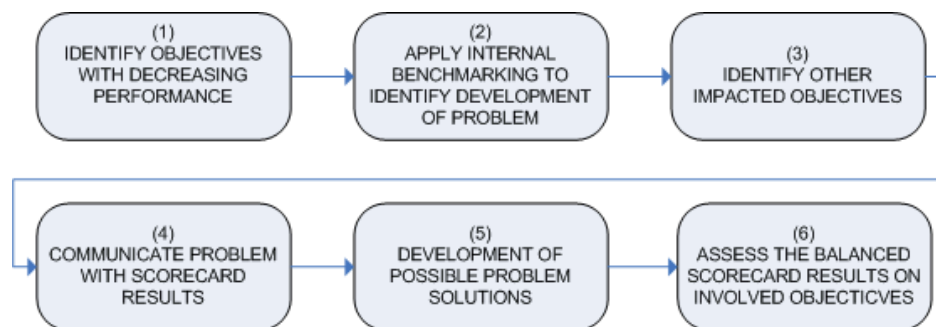 (1)
IDENTIFY OBJECTIVES
WITH DECREASING
PERFORMANCE
(2)
APPLY INTERNAL
BENCHMARKING TO
IDENTIFY DEVELOPMENT
OF PROBLEM
(3)
IDENTIFY OTHER
IMPACTED OBJECTIVES
(4)
COMMUNICATE PROBLEM
WITH SCORECARD
RESULTS
(5)
DEVELOPMENT OF
POSSIBLE PROBLEM
SOLUTIONS
(6)
ASSESS THE BALANCED
SCORECARD RESULTS ON
INVOLVED OBJECTICVES